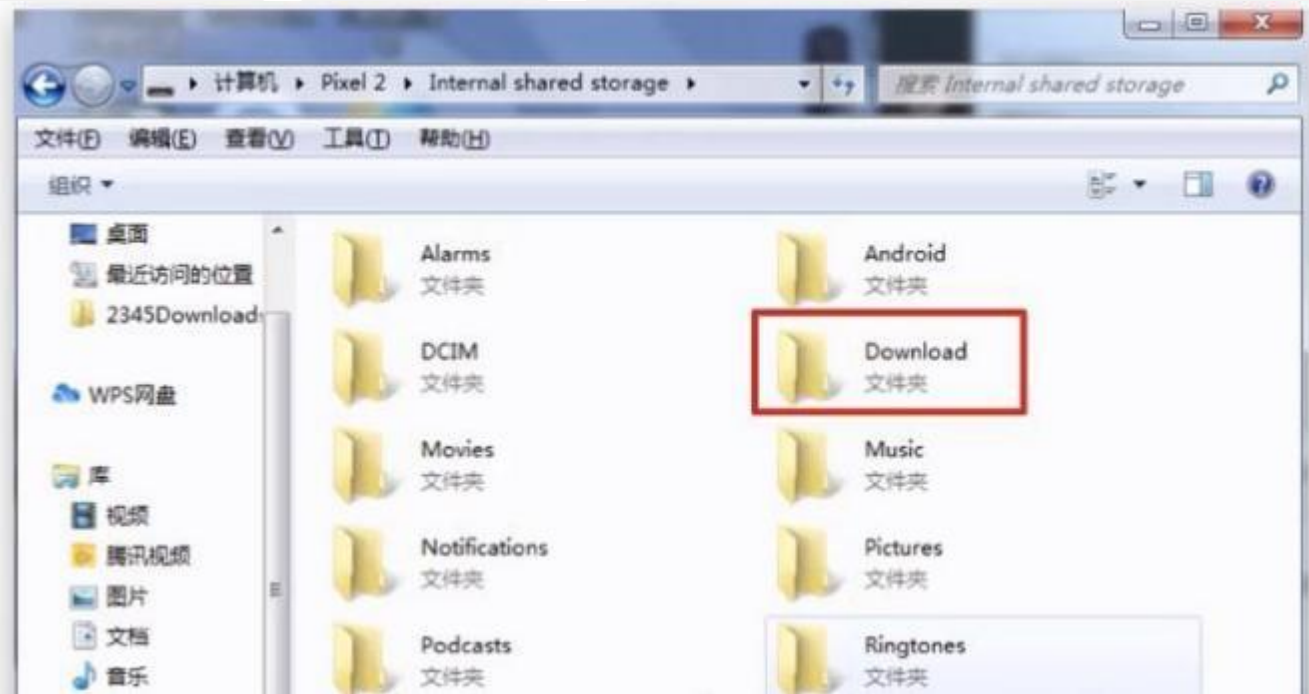 计算机 Pixel 2 Internal shared storage
搜索 Internal shared storage
文件(F) 编辑(E) 查看(V) 工具(T) 帮助(H)
组织
桌面
最近访问的位置
2345Download
WPS网盘
库
视频
腾讯视频
图片
文档
音乐
Alarms
文件夹
Android
文件夹
DCIM
文件夹
Download
文件夹
Movies
文件夹
Music
文件夹
Notifications
文件夹
Pictures
文件夹
Podcasts
文件夹
Ringtones
文件夹